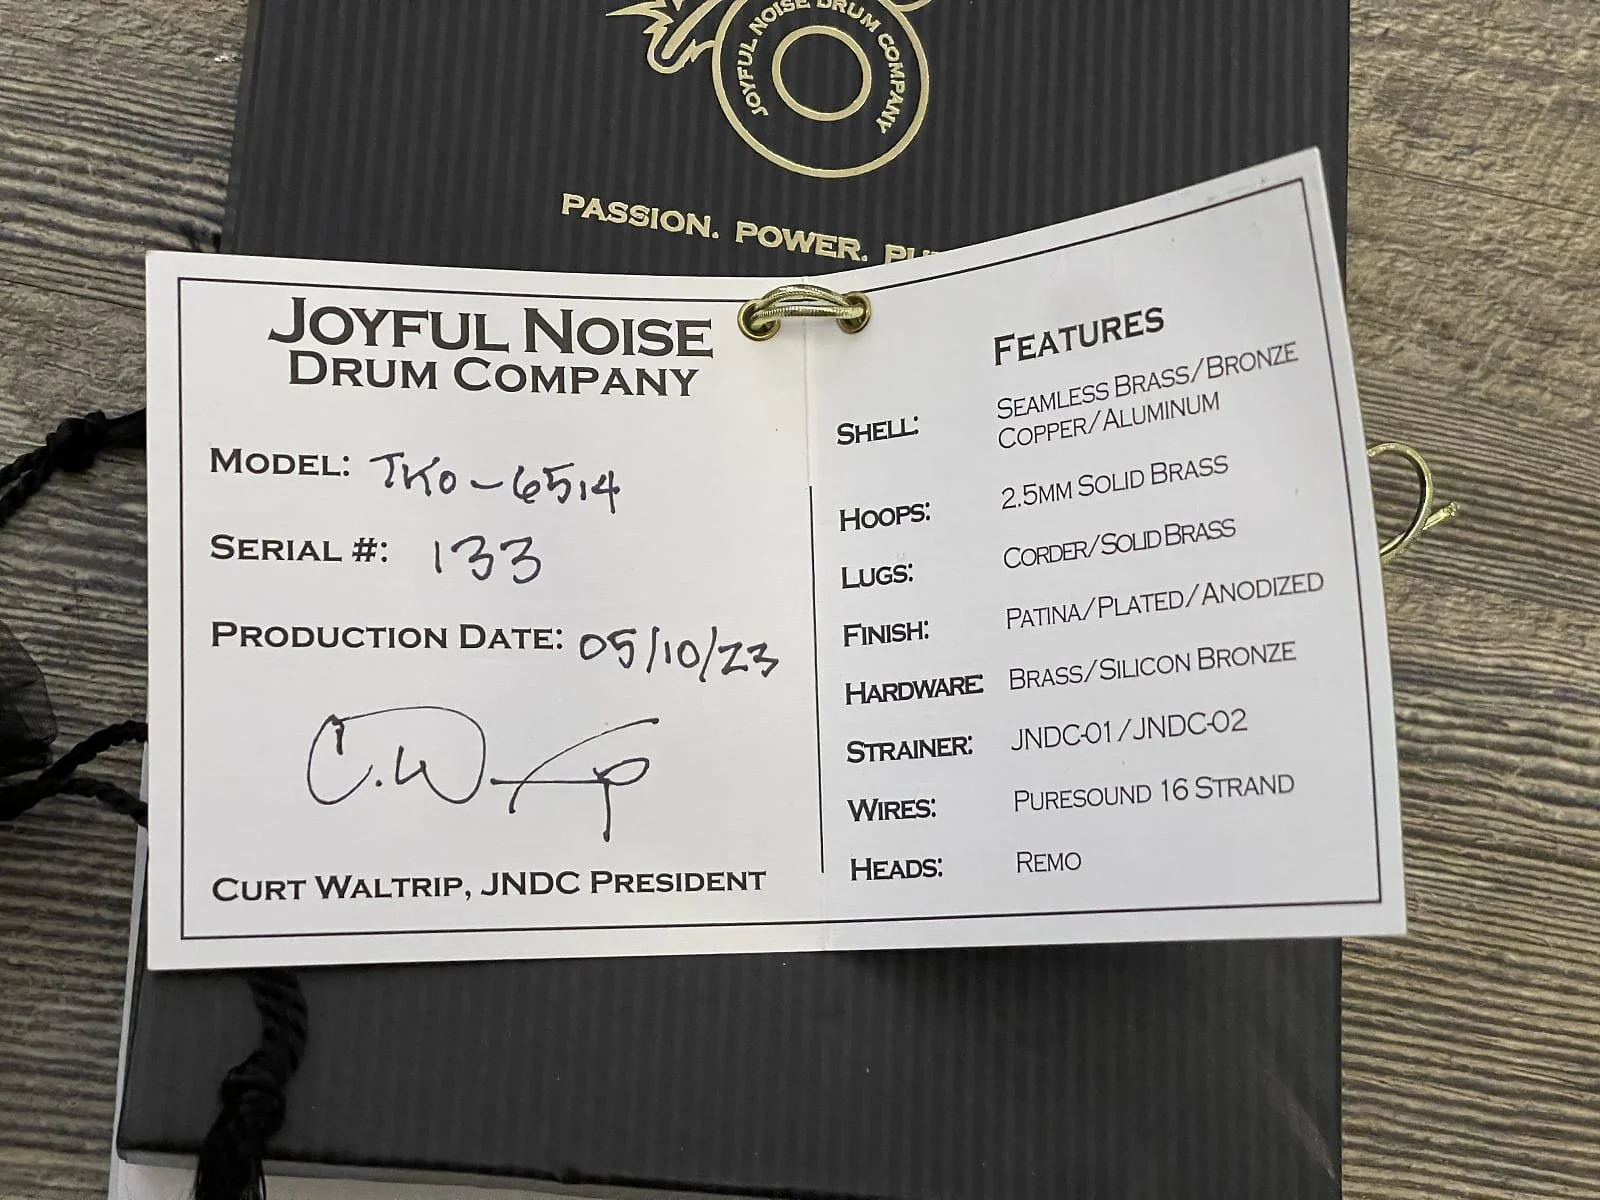 JOYFUL NOISE DRUM COMPANY
PASSION. POWER.
JOYFUL NOISE
DRUM COMPANY
MODEL: TKO-6514
SERIAL #: 133
PRODUCTION DATE: 05/10/23
C. W
CURT WALTRIP, JNDC PRESIDENT
FEATURES
SHELL: SEAMLESS BRASS/BRONZE
COPPER/ALUMINUM
HOOPS: 2.5MM SOLID BRASS
LUGS: CORDER/SOLID BRASS
FINISH: PATINA/PLATED/ANODIZED
HARDWARE: BRASS/SILICON BRONZE
STRAINER: JNDC-01/JNDC-02
WIRES: PURESOUND 16 STRAND
HEADS: REMO